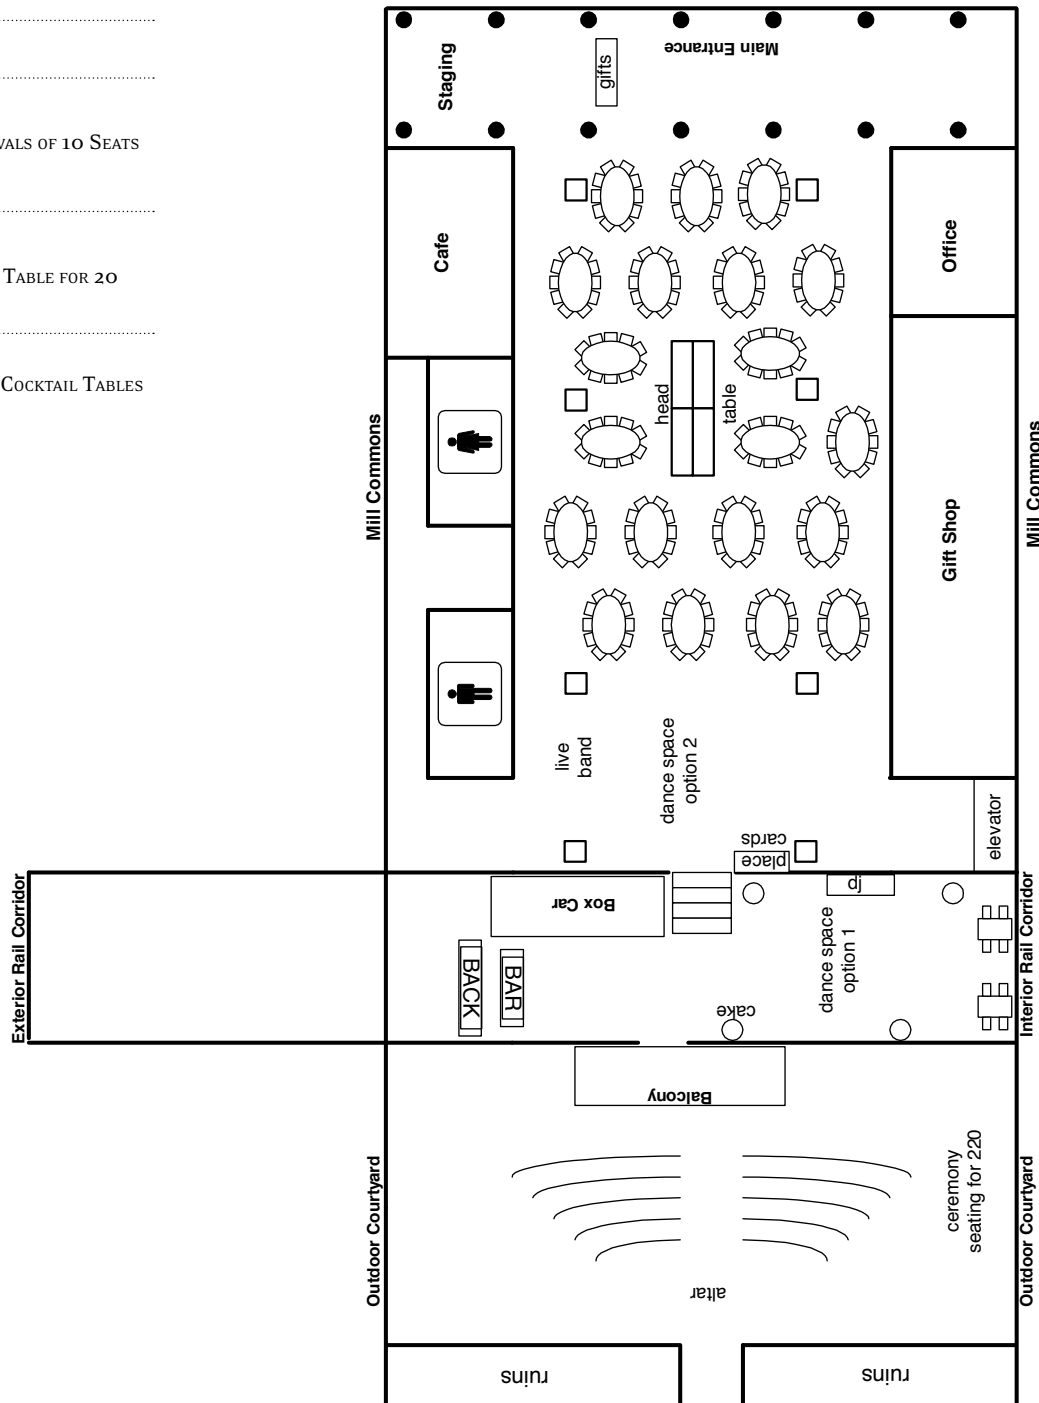 VALS OF 10 SEATS
TABLE FOR 20
COCKTAIL TABLES
Main Entrance
Staging
gifts
Cafe
Office
head
table
Mill Commons
Mill Commons
Gift Shop
live
band
dance space
option 2
elevator
place
cards
dj
Box Car
Exterior Rail Corridor
Interior Rail Corridor
BACK
BAR
dance space
option 1
cake
Balcony
Outdoor Courtyard
Outdoor Courtyard
ceremony
seating for 220
altar
ruins
ruins